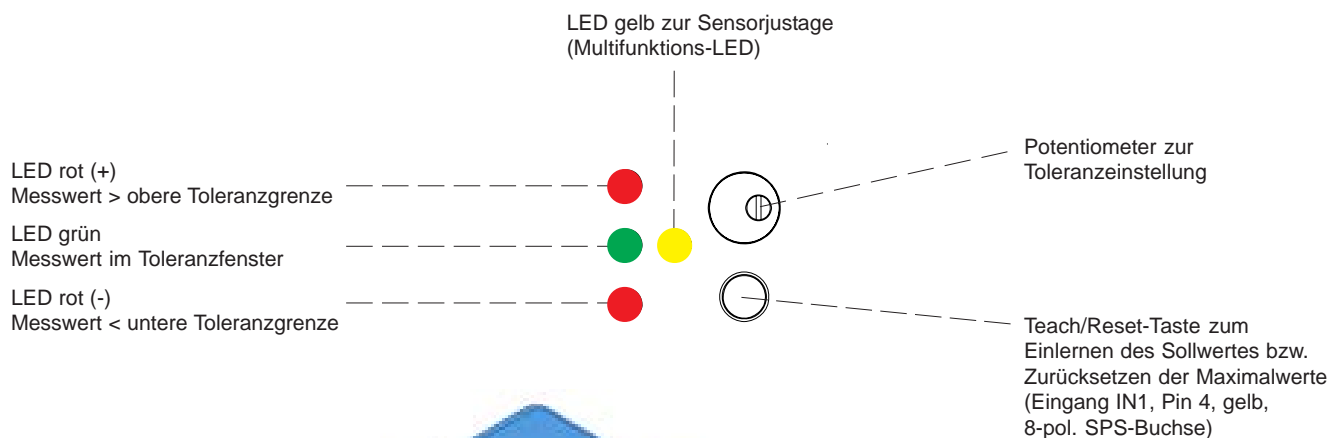 LED gelb zur Sensorjustage
(Multifunktions-LED)
LED rot (+)
Messwert > obere Toleranzgrenze
LED grün
Messwert im Toleranzfenster
LED rot (-)
Messwert < untere Toleranzgrenze
Potentiometer zur
Toleranzeinstellung
Teach/Reset-Taste zum
Einlernen des Sollwertes bzw.
Zurücksetzen der Maximalwerte
(Eingang IN1, Pin 4, gelb,
8-pol. SPS-Buchse)